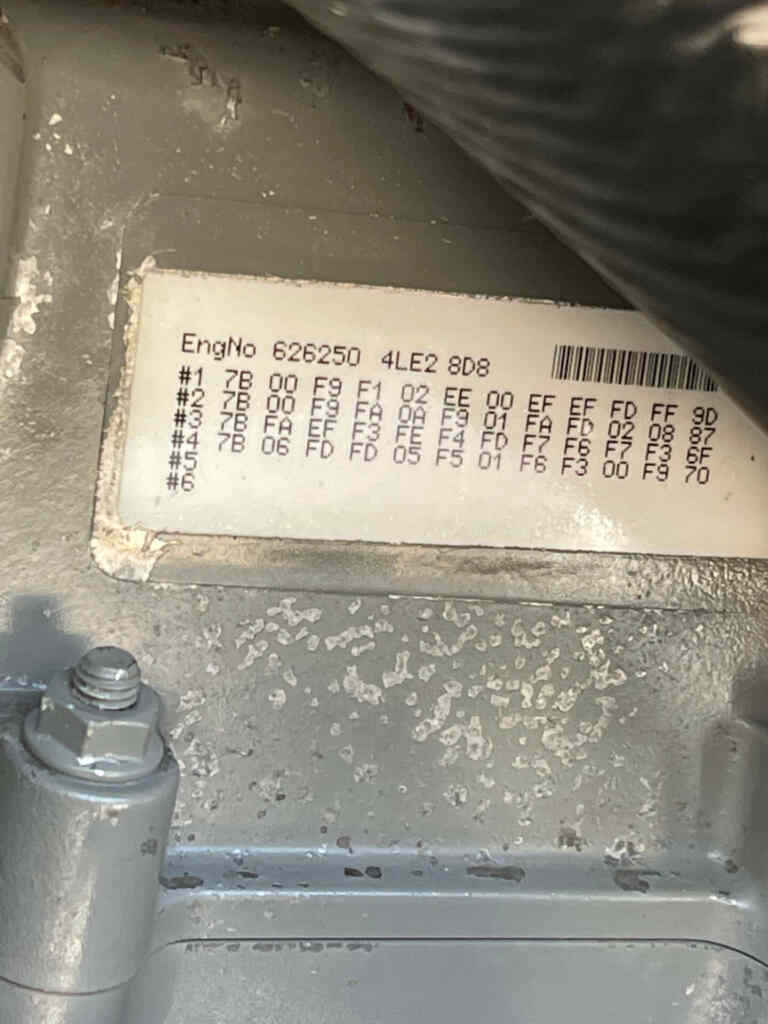 EngNo 626250 4LE2 8D8
#1 7B 00 F9 F1 02 EE 00 EF EF FD FF 9D
#2 7B 00 F9 FA 0A F9 01 FA FD 02 08 87
#3 7B FA EF F3 FE F4 FD F7 F6 F7 F3 6F
#4 7B 06 FD FD 05 F5 01 F6 F3 00 F9 70
#5
#6